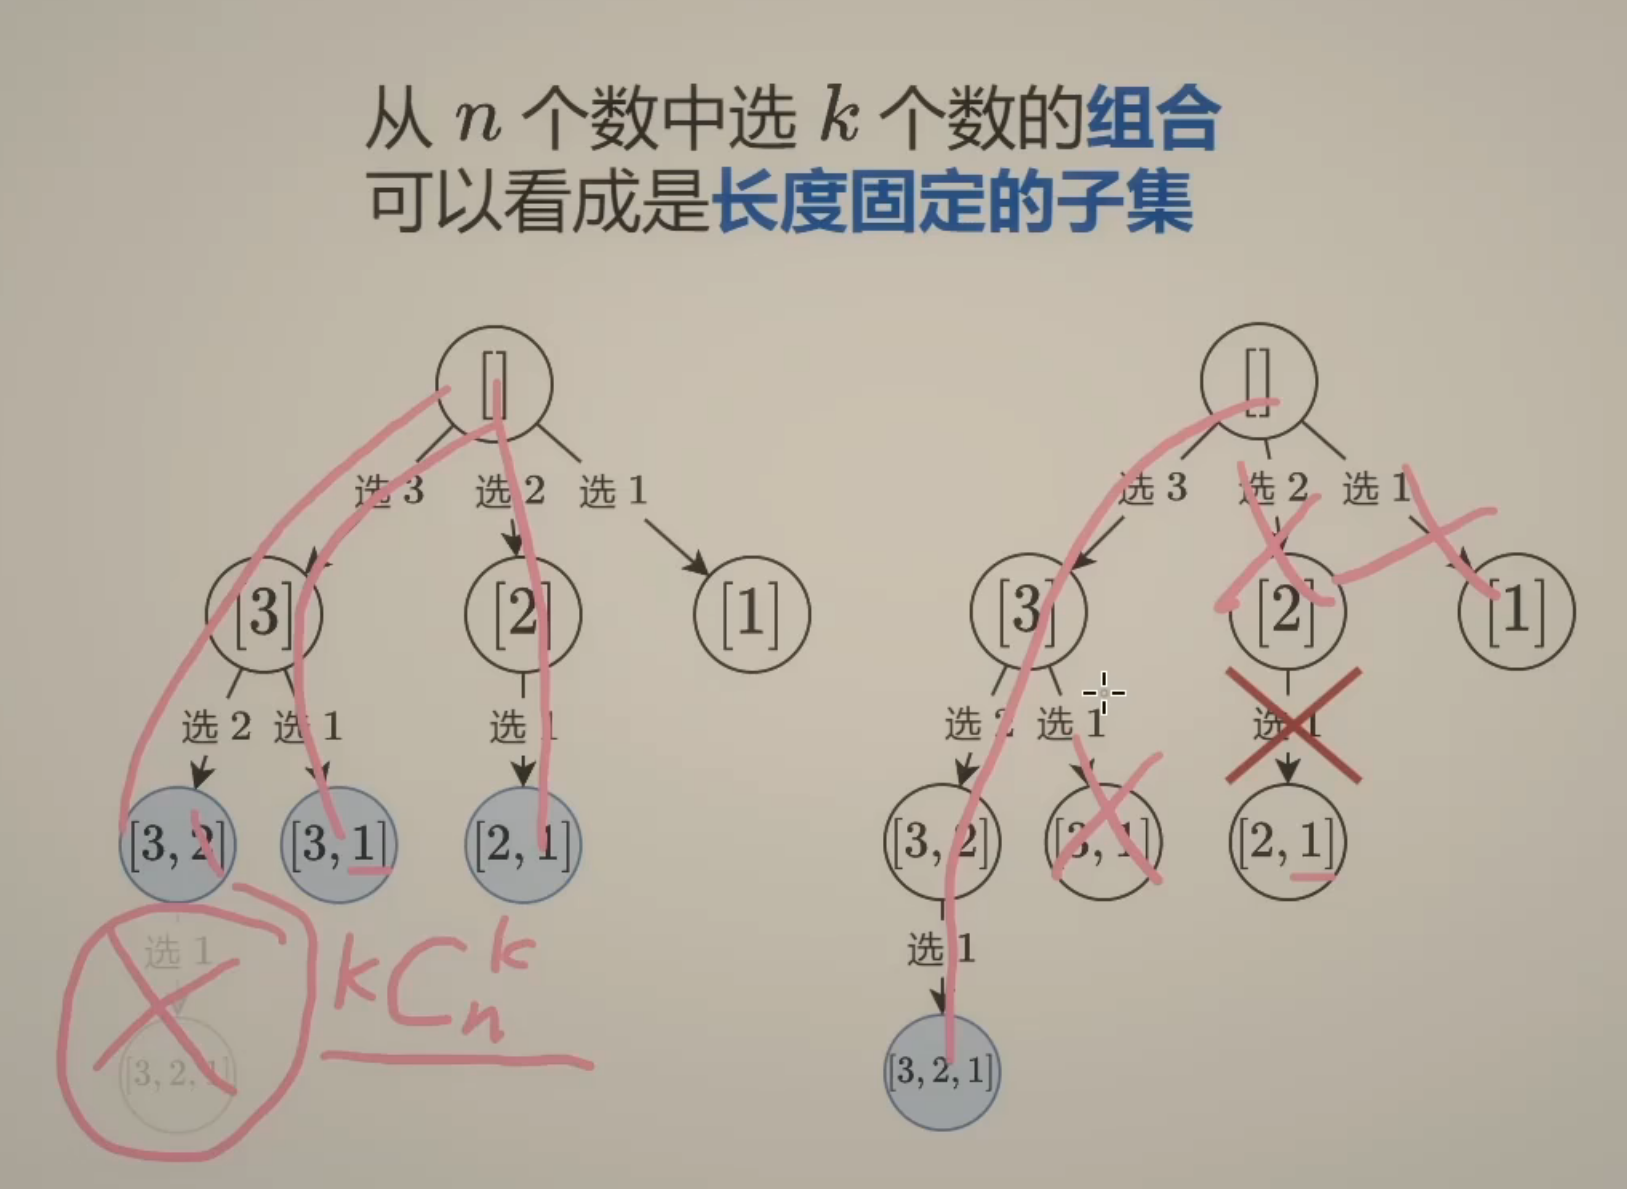 从 n 个数中选 k 个数的组合
可以看成是长度固定的子集
[] []
选 3 选 2 选 1 选 3 选 2 选 1
[3] [2] [1] [3] [2] [1]
选 2 选 1 选 1 选 2 选 1 选 1
[3, 2] [3, 1] [2, 1] [3, 2] [3, 1] [2, 1]
选 1 k C_n^k 选 1
[3, 2, 1] [3, 2, 1]